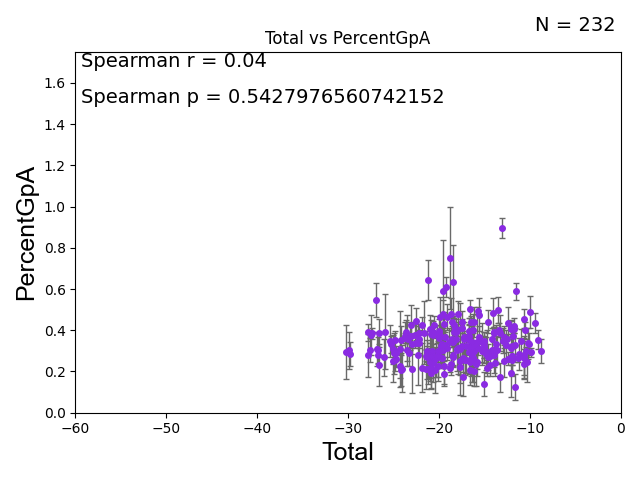 N = 232
Total vs PercentGpA
Spearman r = 0.04
Spearman p = 0.5427976560742152
PercentGpA
1.6
1.4
1.2
1.0
0.8
0.6
0.4
0.2
0.0
−60 −50 −40 −30 −20 −10 0
Total